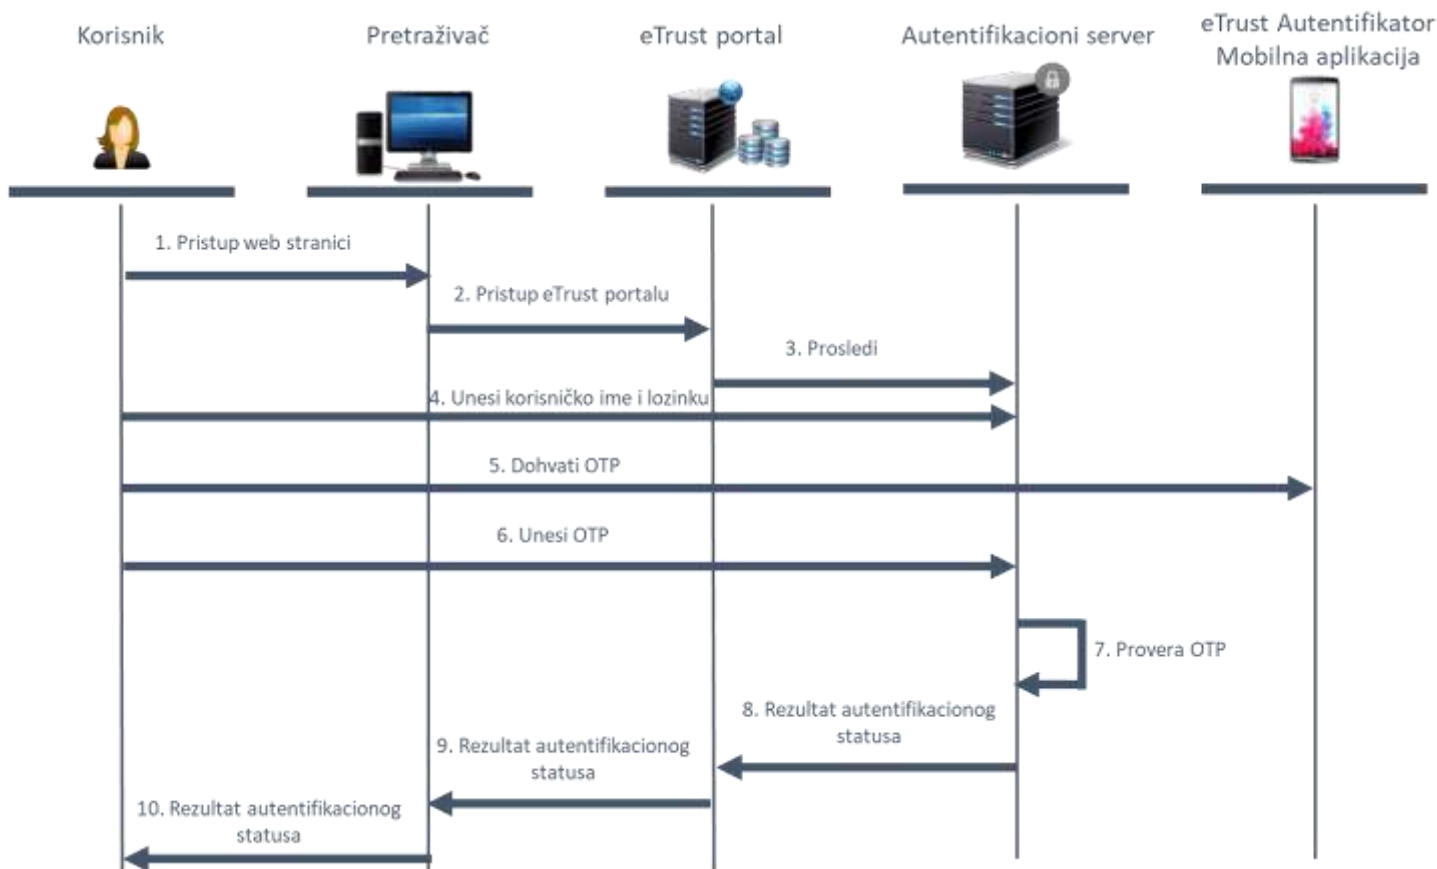 Korisnik
Pretraživač
eTrust portal
Autentifikacioni server
eTrust Autentifikator
Mobilna aplikacija
1. Pristup web stranici
2. Pristup eTrust portalu
3. Prosledi
4. Unesi korisničko ime i lozinku
5. Dohvati OTP
6. Unesi OTP
7. Provera OTP
8. Rezultat autentifikacionog
statusa
9. Rezultat autentifikacionog
statusa
10. Rezultat autentifikacionog
statusa